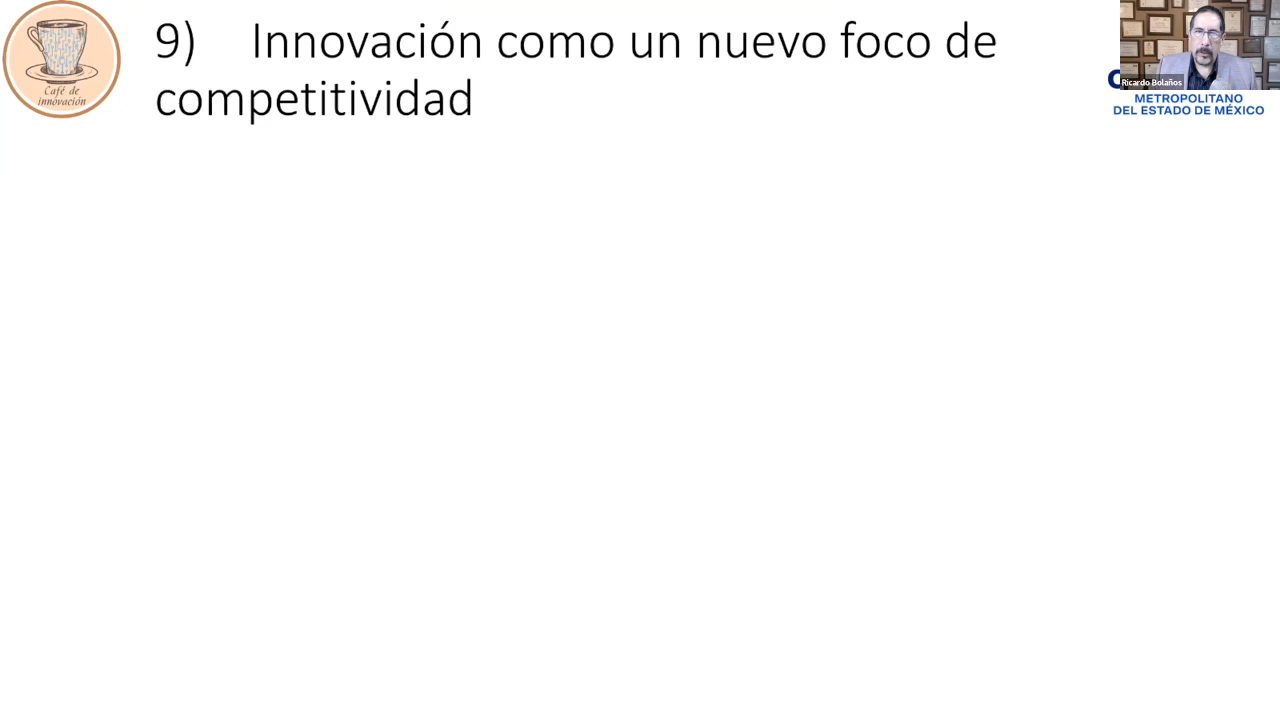 9) Innovación como un nuevo foco de
competitividad
Café de
innovación
Ricardo Bolaños
METROPOLITANO
DEL ESTADO DE MÉXICO